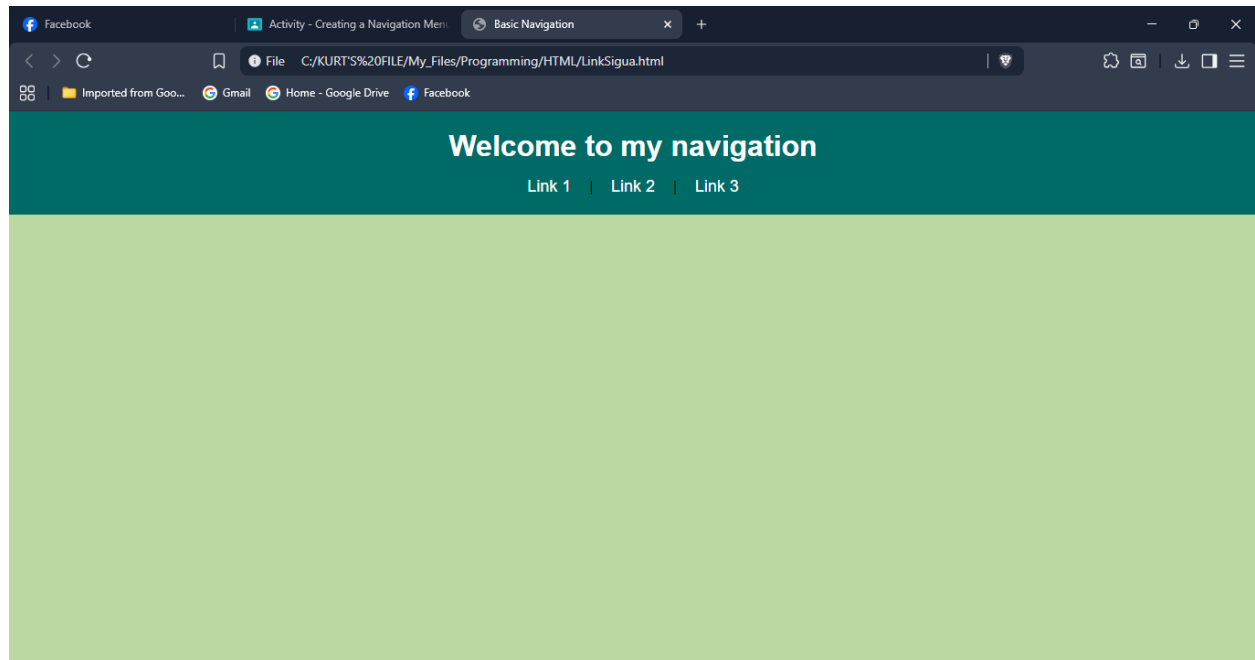 Facebook
Activity - Creating a Navigation Men
Basic Navigation
File C:/KURT'S%20FILE/My_Files/Programming/HTML/LinkSigua.html
Imported from Goo...
Gmail
Home - Google Drive
Facebook
Welcome to my navigation
Link 1 | Link 2 | Link 3